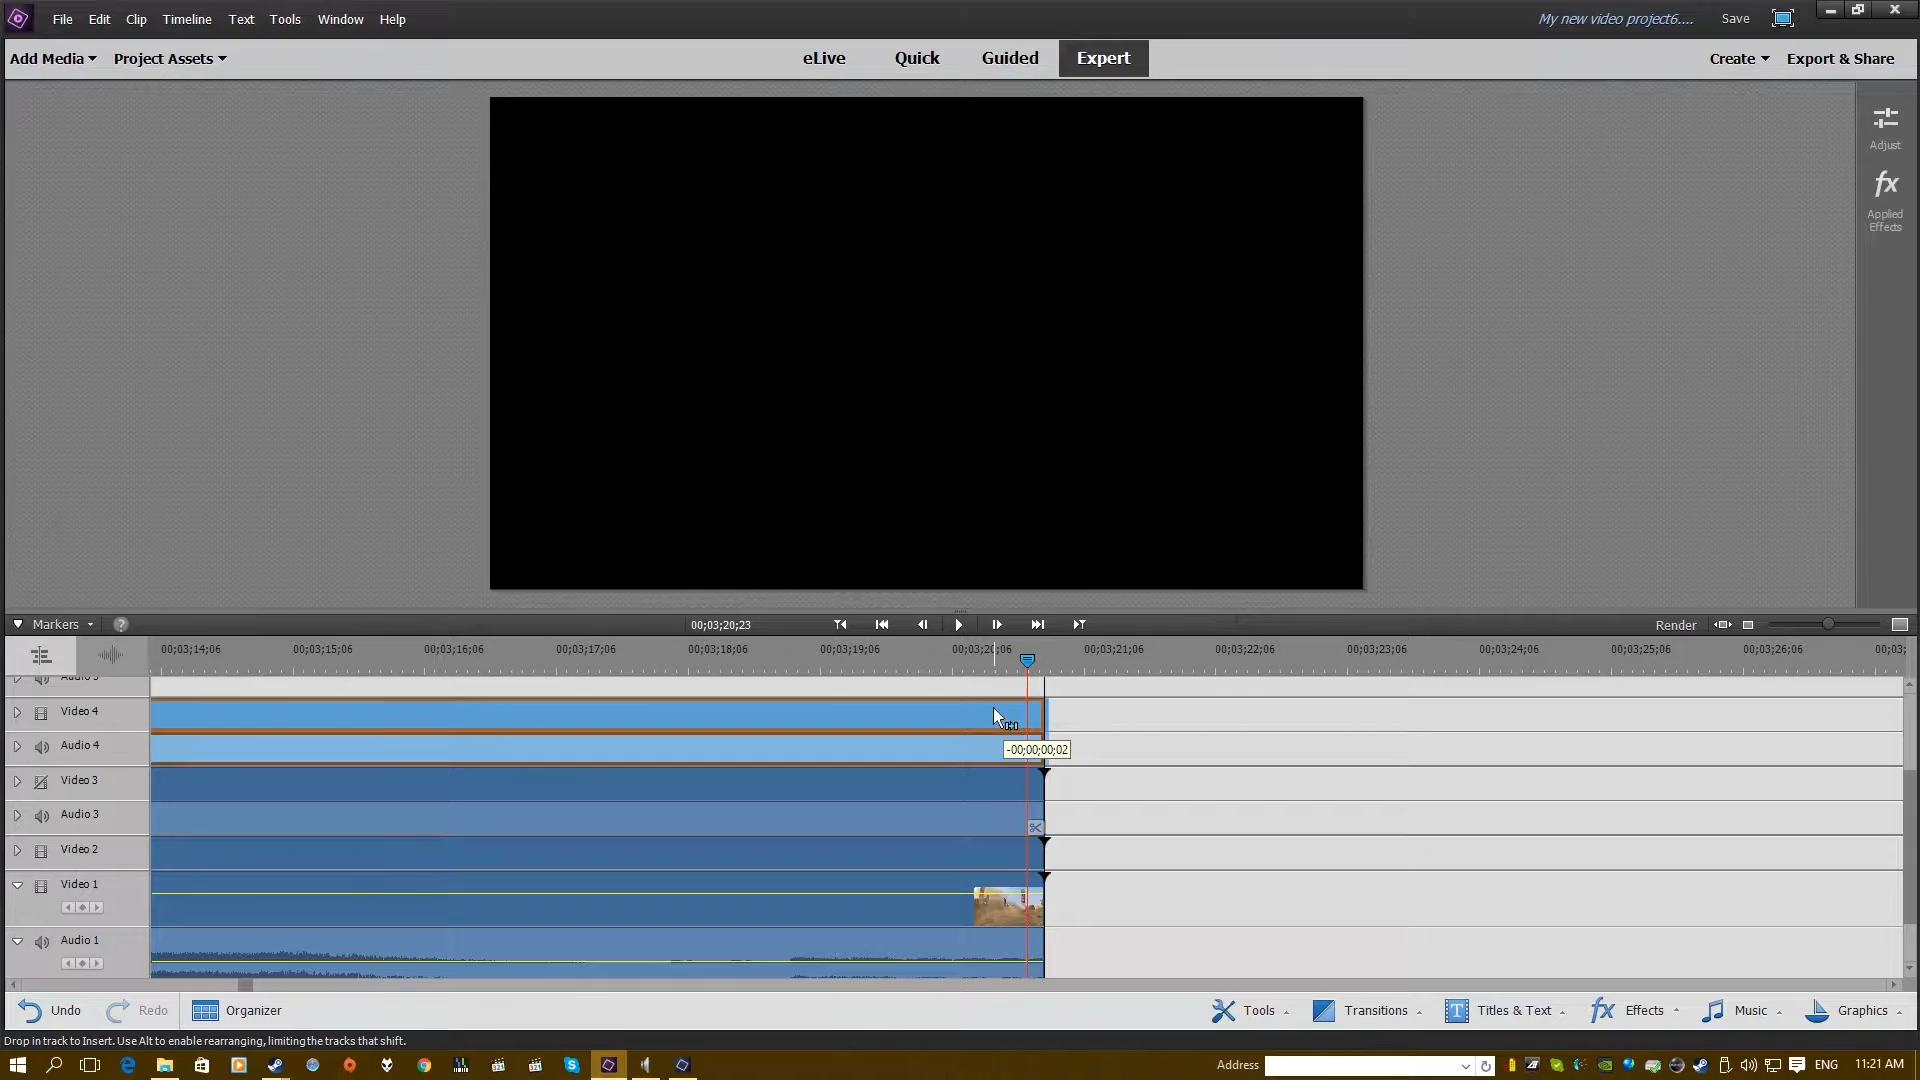 File Edit Clip Timeline Text Tools Window Help
My new video project6.... Save
Add Media Project Assets
eLive Quick Guided Expert
Create Export & Share
Adjust
fx
Applied
Effects
Markers ? 00;03;20;23 Render
00;03;14;06 00;03;15;06 00;03;16;06 00;03;17;06 00;03;18;06 00;03;19;06 00;03;20;06 00;03;21;06 00;03;22;06 00;03;23;06 00;03;24;06 00;03;25;06 00;03;26;06 00;03;
Video 4
Audio 4
-00;00;00;02
Video 3
Audio 3
Video 2
Video 1
Audio 1
Undo Redo Organizer Tools Transitions T Titles & Text fx Effects Music Graphics
Drop in track to Insert. Use Alt to enable rearranging, limiting the tracks that shift.
Address ENG 11:21 AM